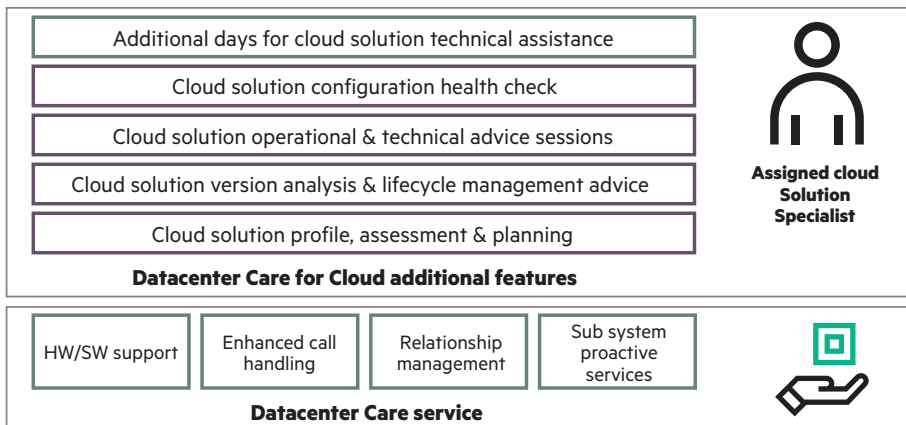 Additional days for cloud solution technical assistance
Cloud solution configuration health check
Cloud solution operational & technical advice sessions
Cloud solution version analysis & lifecycle management advice
Cloud solution profile, assessment & planning
Datacenter Care for Cloud additional features
Assigned cloud
Solution
Specialist
HW/SW support
Enhanced call
handling
Relationship
management
Sub system
proactive
services
Datacenter Care service